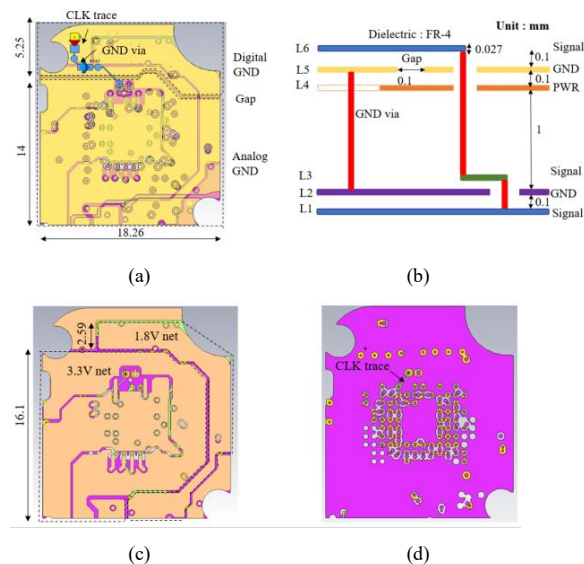 CLK trace
GND via
5.25
Digital
GND
Gap
14
Analog
GND
18.26
(a)
Unit : mm
Dielectric : FR-4
L6
Signal
0.027
0.1
Gap
L5
GND
0.1
L4
0.1
PWR
GND via
1
L3
Signal
L2
GND
0.1
L1
Signal
(b)
2.59
1.8V net
3.3V net
16.1
(c)
CLK trace
(d)